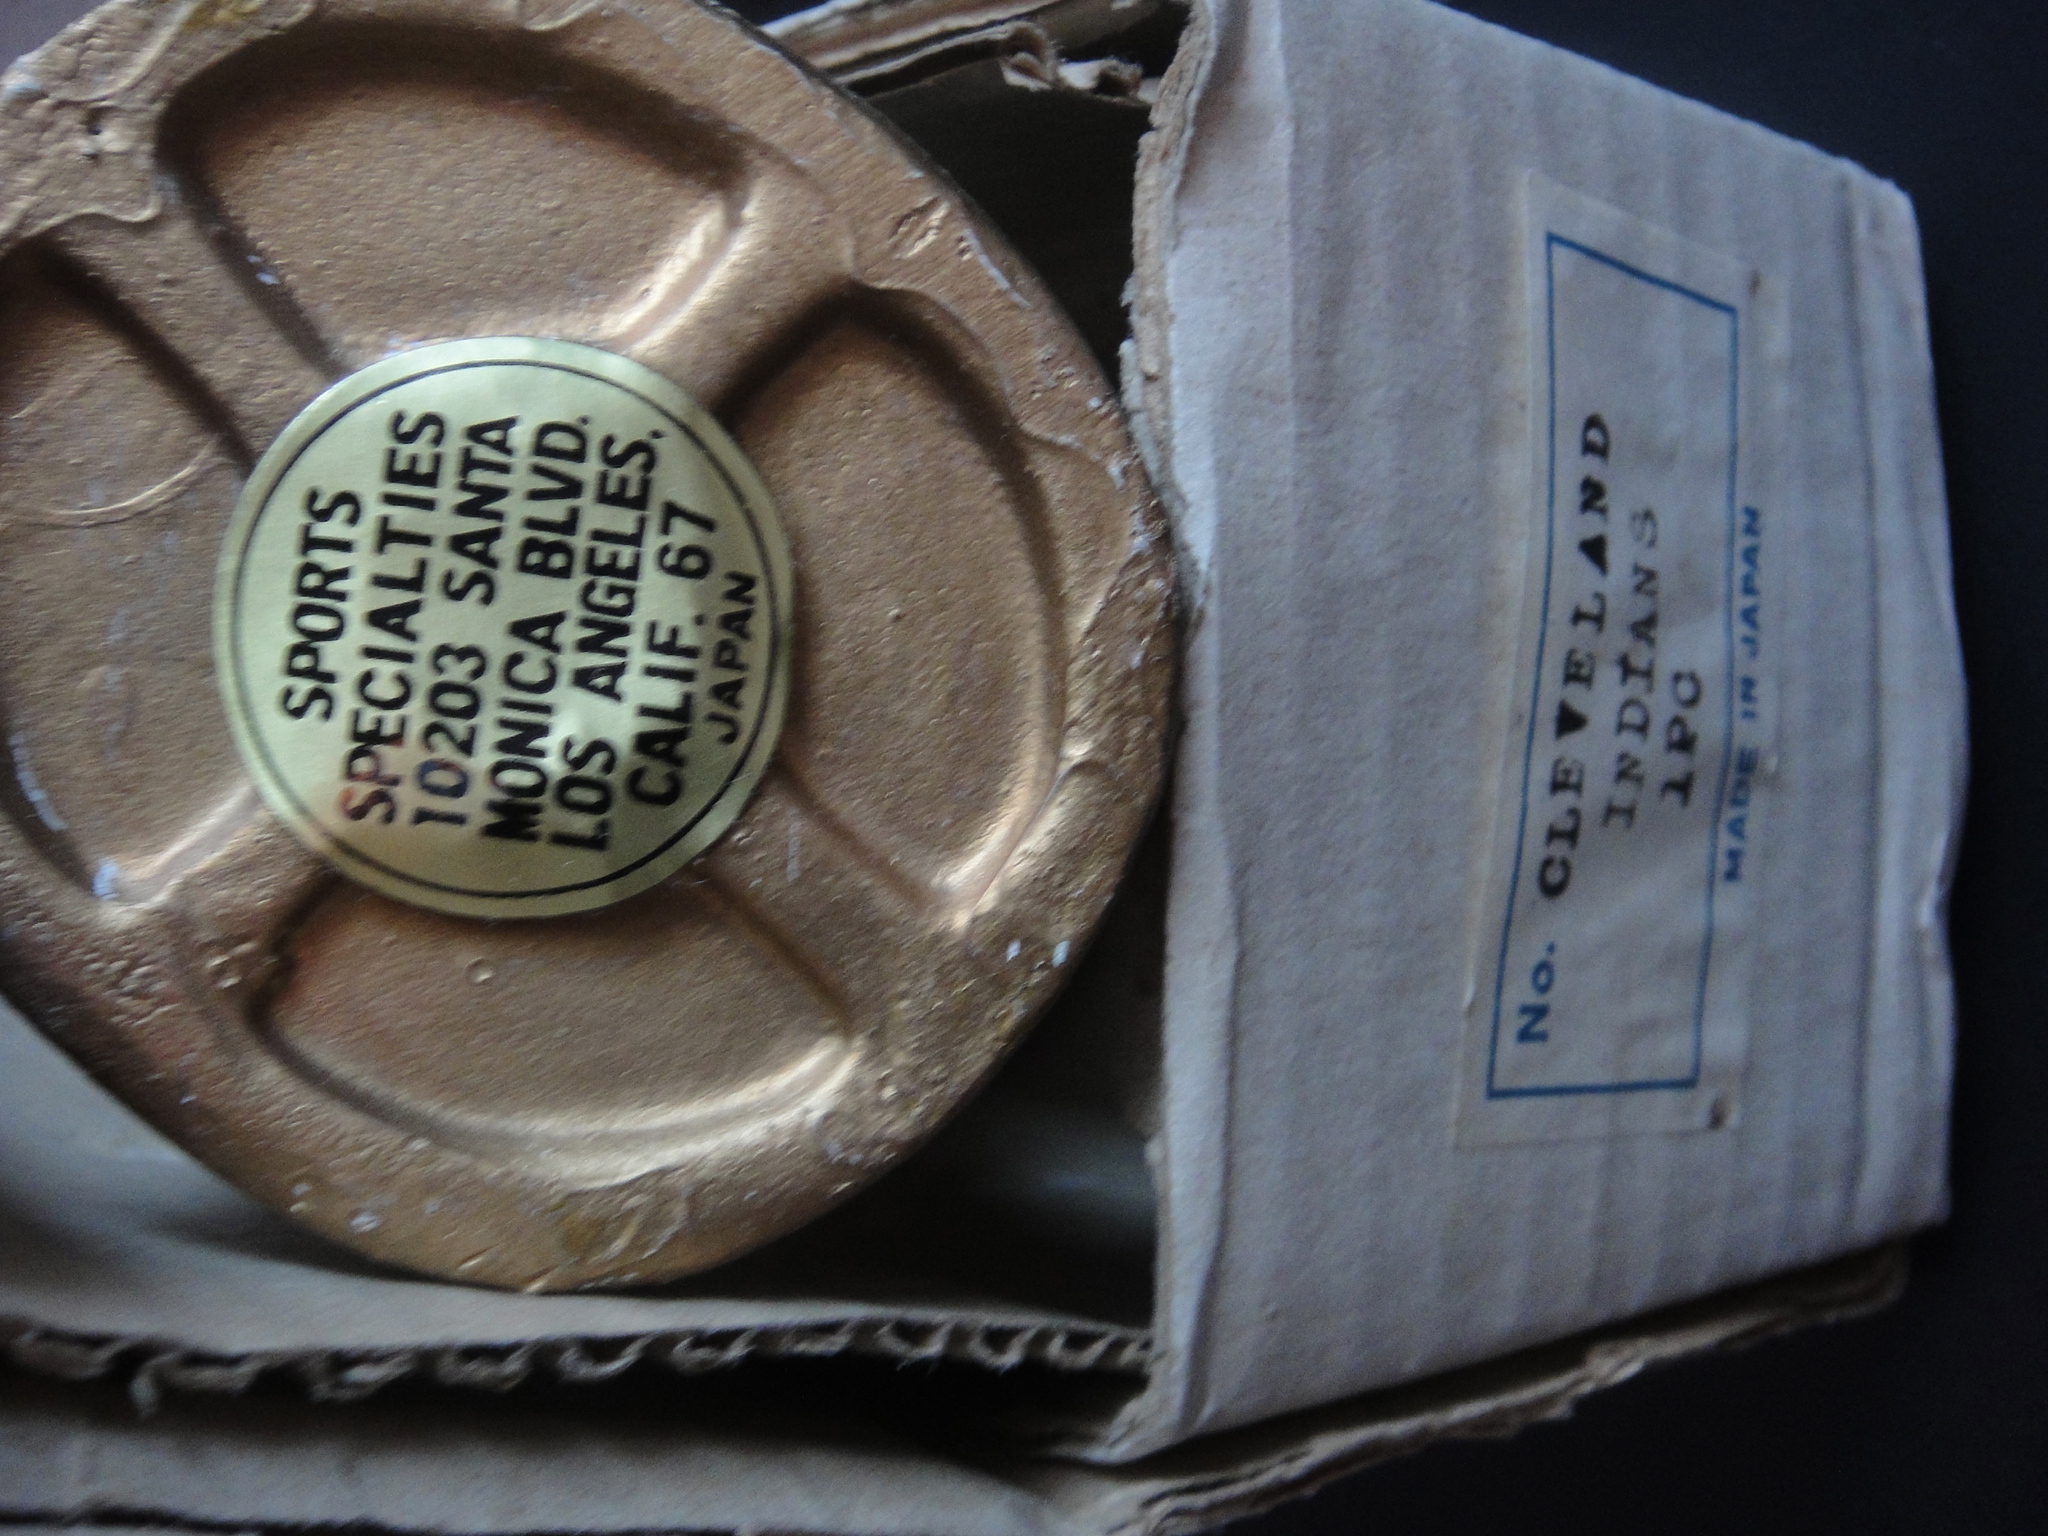 SPORTS
SPECIALTIES
10203 SANTA
MONICA BLVD.
LOS ANGELES.
CALIF. 67
JAPAN
No. CLEVELAND
INDIANS
1PC
MADE IN JAPAN